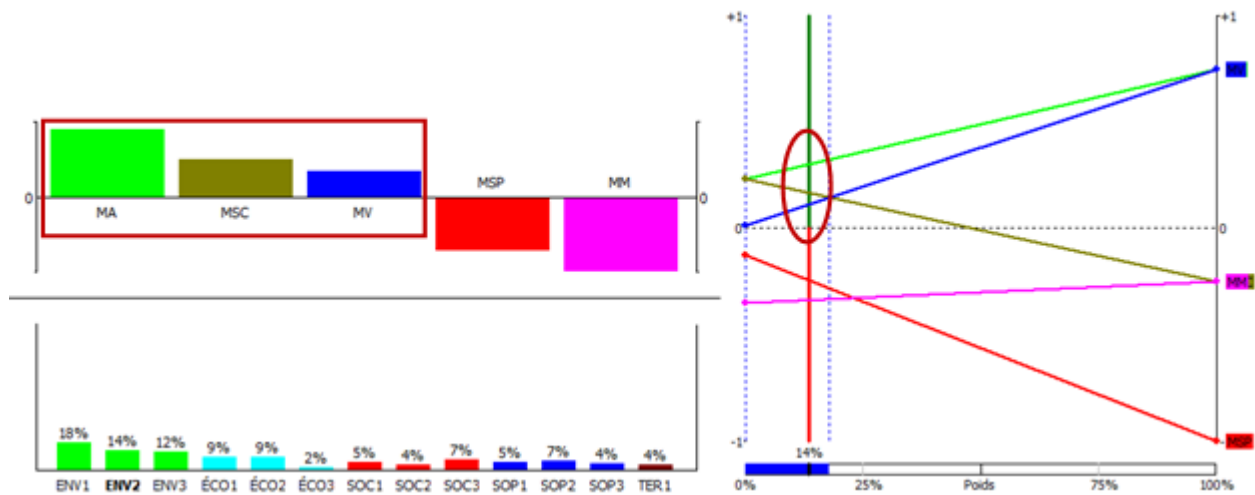 +1 +1
MV
MSP MM
0 0
MA MSC MV
0 0
MM
18% 14% 12% 9% 9% 2% 5% 4% 7% 5% 7% 4% 4%
ENV1 ENV2 ENV3 ÉCO1 ÉCO2 ÉCO3 SOC1 SOC2 SOC3 SOP1 SOP2 SOP3 TER1
-1 MSP
14%
0% 25% Poids 75% 100%